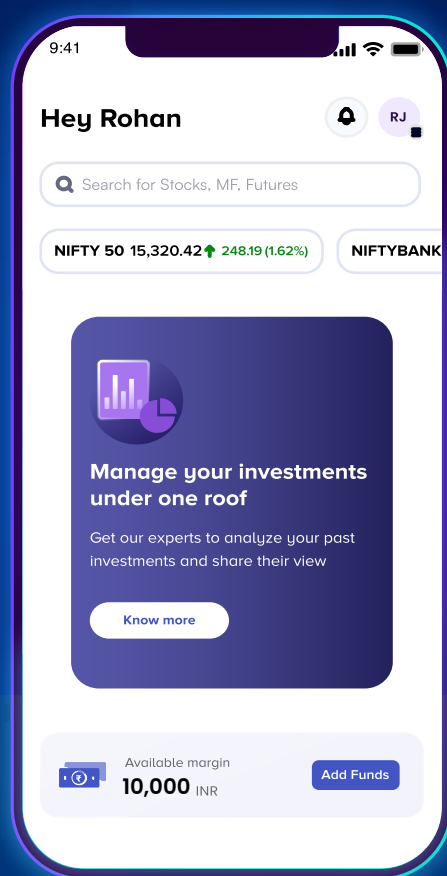 9:41
Hey Rohan
RJ
Search for Stocks, MF, Futures
NIFTY 50 15,320.42 248.19 (1.62%)
NIFTYBANK
Manage your investments
under one roof
Get our experts to analyze your past
investments and share their view
Know more
Available margin
₹
10,000 INR
Add Funds